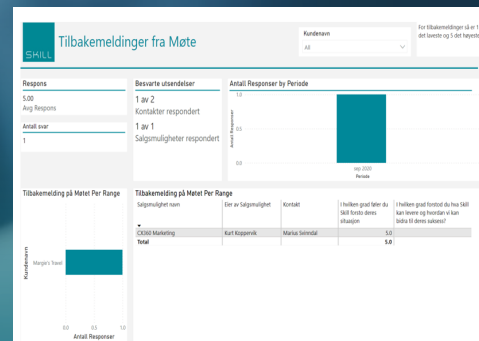 SKILL
Tilbakemeldinger fra Møte
Kundenavn
All
For tilbakemeldinger så er 1
det laveste og 5 det høyeste
Respons
5.00
Avg Respons
Antall svar
1
Besvarte utsendelser
1 av 2
Kontakter respondert
1 av 1
Salgsmuligheter respondert
Antall Responser by Periode
Antall Responser
1.0
0.5
0.0
sep 2020
Periode
Tilbakemelding på Møtet Per Range
Kundenavn
Margie's Travel
0.0 0.5 1.0
Antall Responser
Tilbakemelding på Møtet Per Range
Salgsmulighet navn Eier av Salgsmulighet Kontakt I hvilken grad føler du I hvilken grad forstod du hva Skill
Skill forsto deres kan levere og hvordan vi kan
situasjon bidra til deres suksess?
CX360 Marketing Kurt Koppervik Marius Svinndal 5.0
Total 5.0